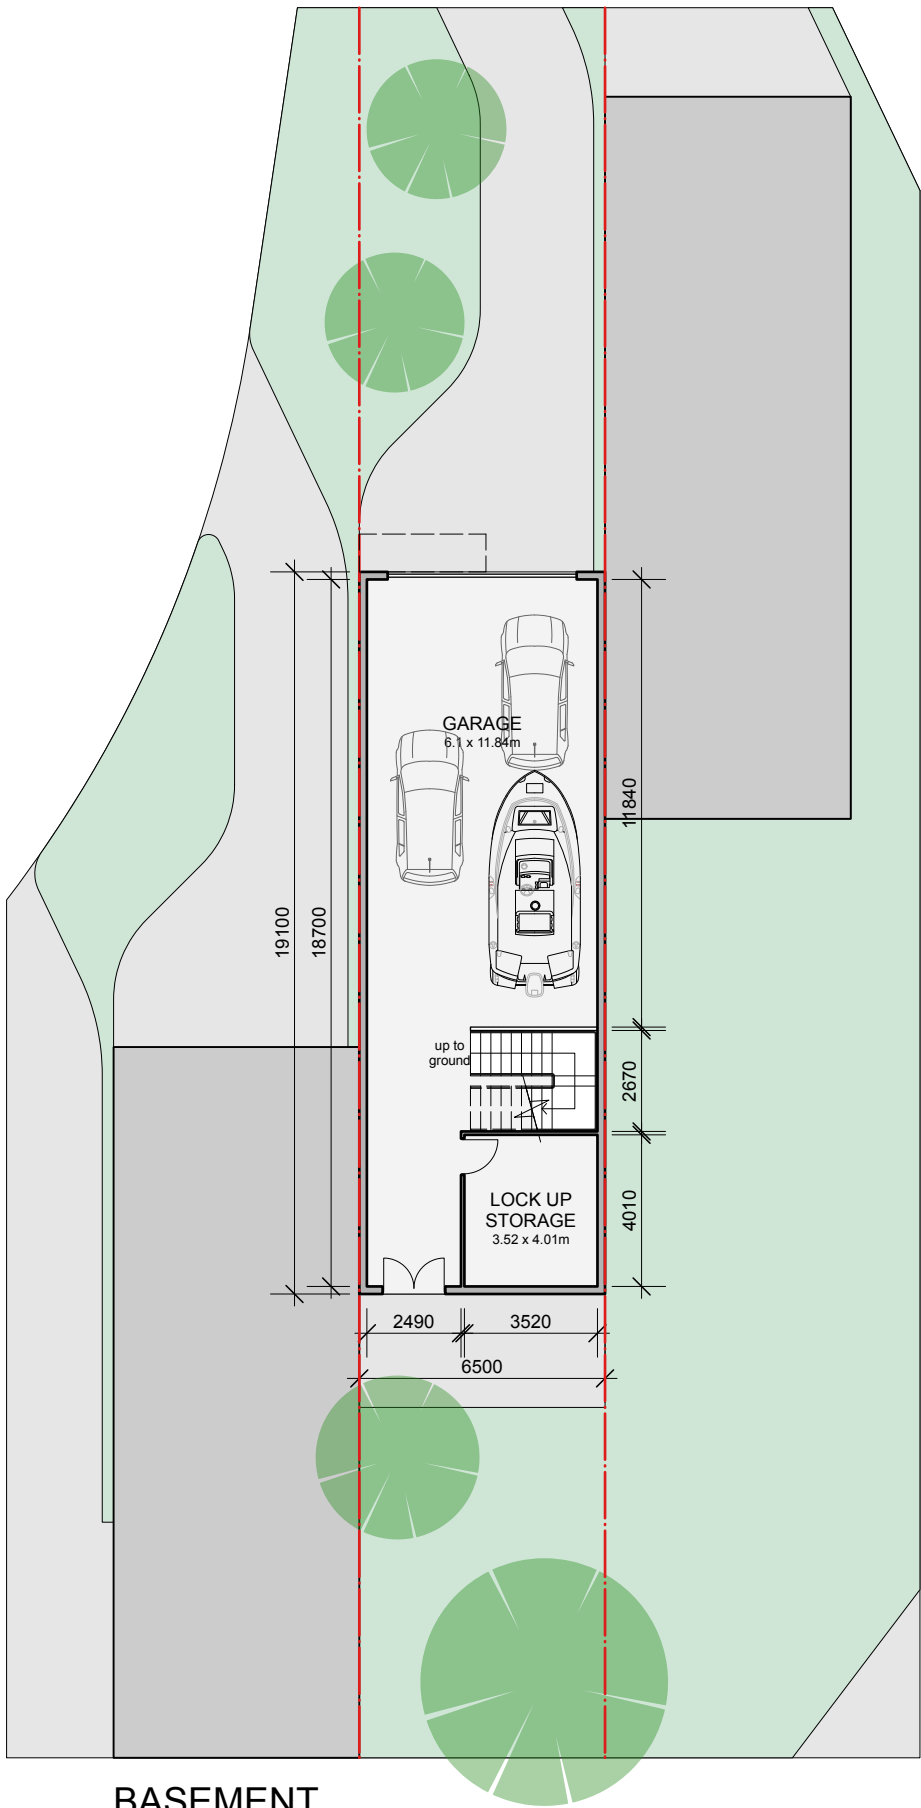 GARAGE
6.1 x 11.84m
11840
19100
18700
up to
ground
2670
LOCK UP
STORAGE
3.52 x 4.01m
4010
2490
3520
6500
BASEMENT